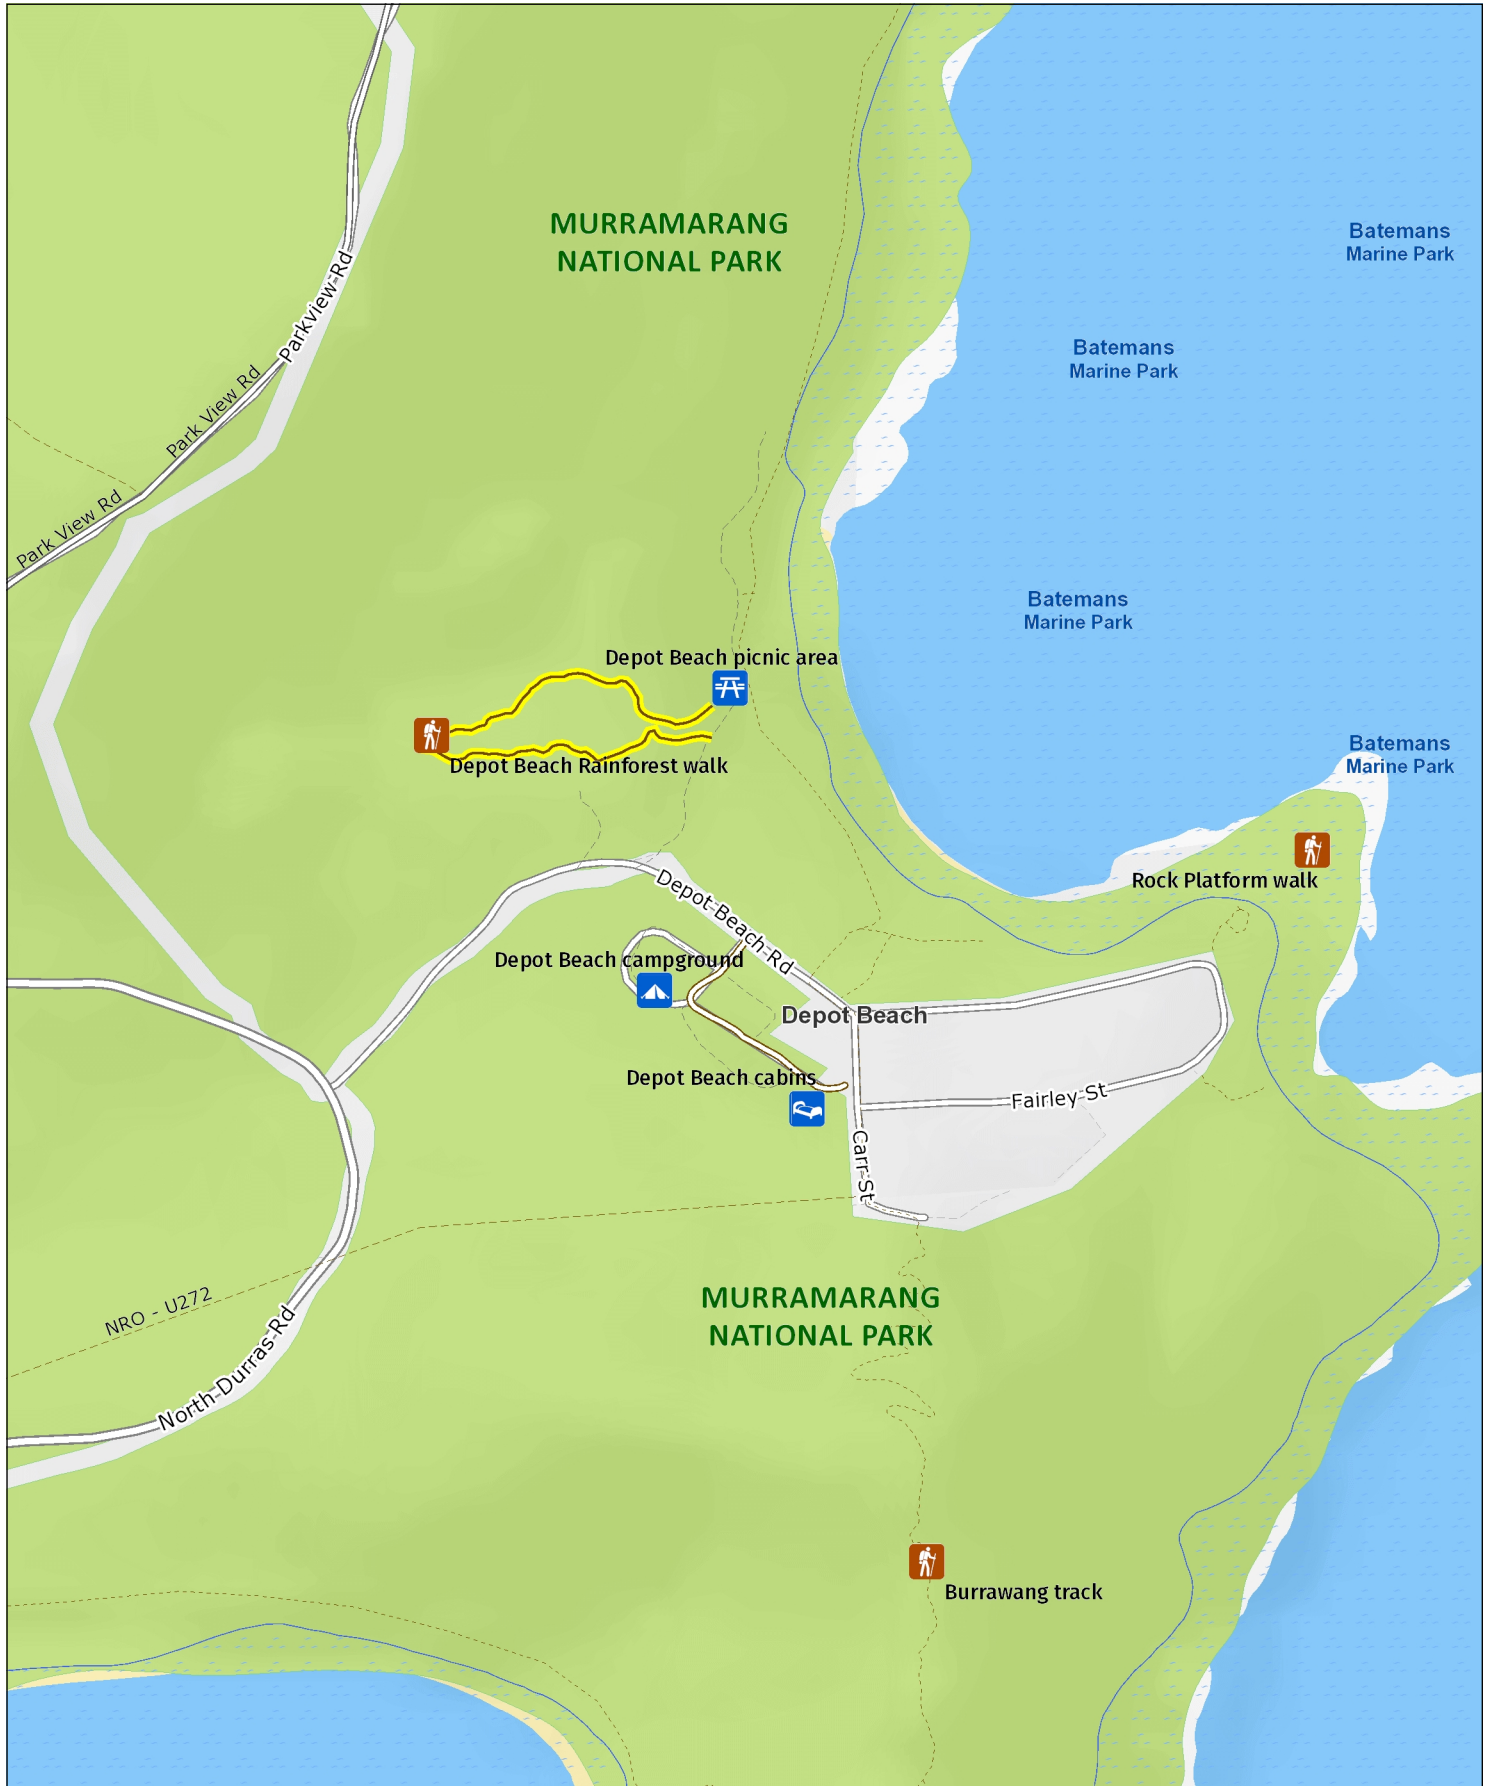 MURRAMARANG
NATIONAL PARK
Batemans
Marine Park
Parkview Rd
Batemans
Marine Park
Park View Rd
Park View Rd
Batemans
Marine Park
Depot Beach picnic area
Batemans
Marine Park
Depot Beach Rainforest walk
Rock Platform walk
Depot Beach Rd
Depot Beach campground
Depot Beach
Depot Beach cabins
Fairley St
Carr St
MURRAMARANG
NATIONAL PARK
NRO - U272
North Durras Rd
Burrawang track